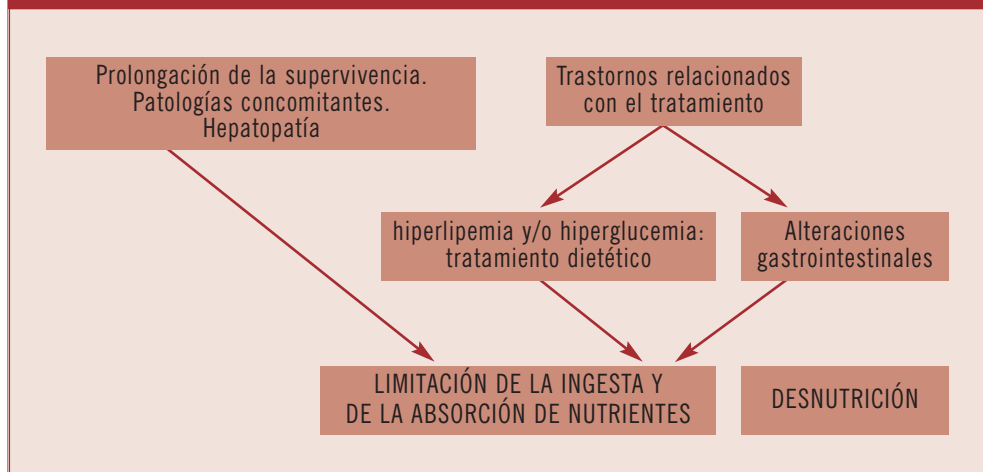 Prolongación de la supervivencia.
Patologías concomitantes.
Hepatopatía
Trastornos relacionados
con el tratamiento
hiperlipemia y/o hiperglucemia:
tratamiento dietético
Alteraciones
gastrointestinales
LIMITACIÓN DE LA INGESTA Y
DE LA ABSORCIÓN DE NUTRIENTES
DESNUTRICIÓN